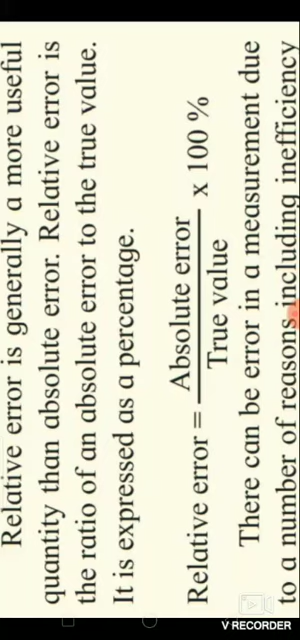 Relative error is generally a more useful
quantity than absolute error. Relative error is
the ratio of an absolute error to the true value.
It is expressed as a percentage.
Relative error = Absolute error / True value x 100 %
There can be error in a measurement due
to a number of reasons, including inefficiency
V RECORDER